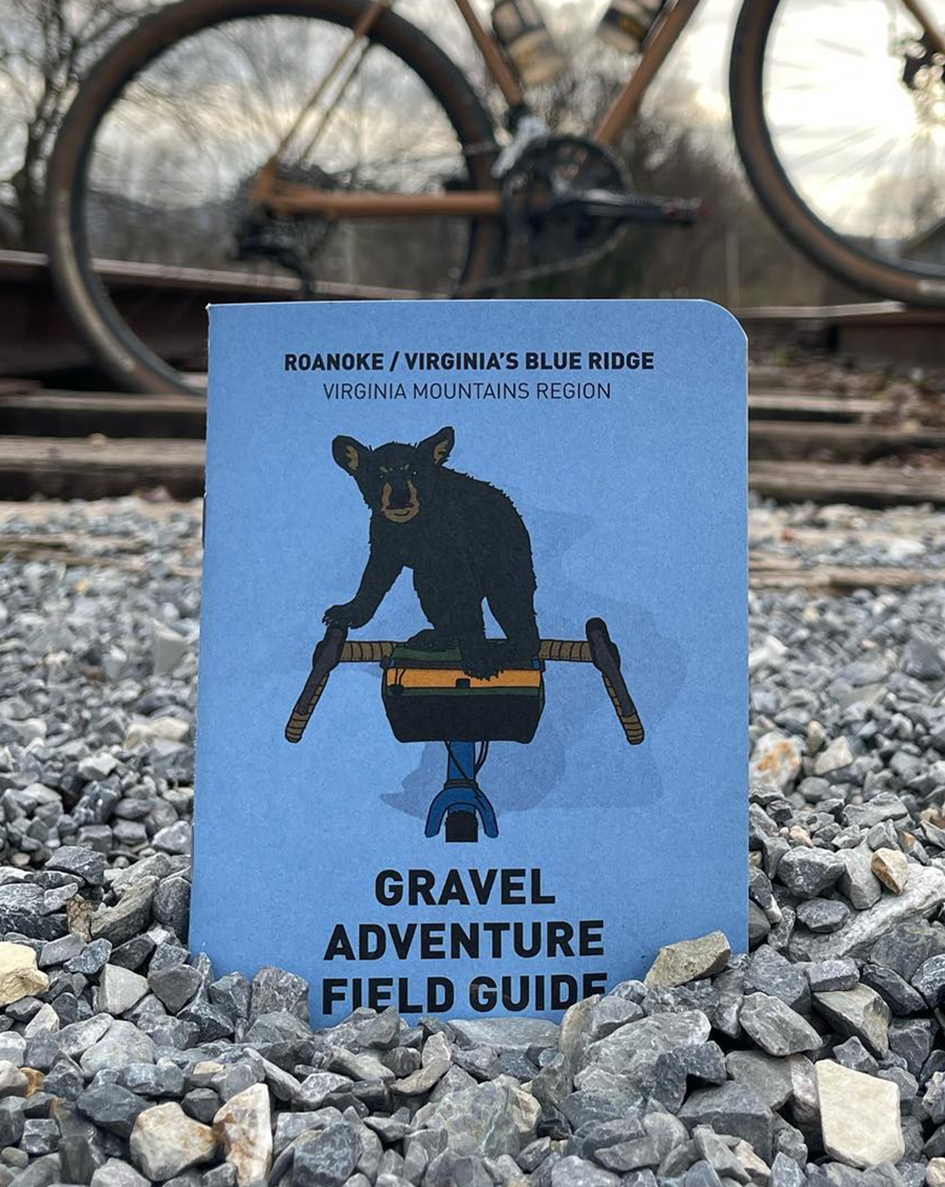 ROANOKE / VIRGINIA'S BLUE RIDGE
VIRGINIA MOUNTAINS REGION
GRAVEL
ADVENTURE
FIELD GUIDE